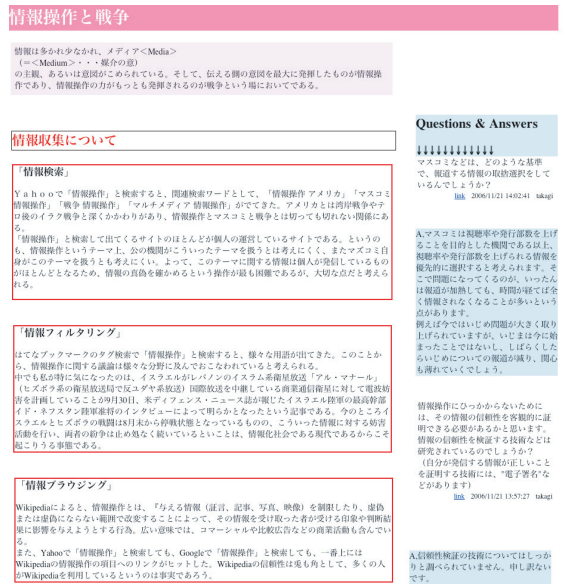 情報操作と戦争
情報は多かれ少なかれ、メディア＜Media＞
（＝＜Medium＞・・・媒介の意）
の主観、あるいは意図がこめられている。そして、伝える側の意図を最大に発揮したものが情報操
作であり、情報操作の力がもっとも発揮されるのが戦争という場においてである。
情報収集について
「情報検索」
Ｙａｈｏｏで「情報操作」と検索すると、関連検索ワードとして、「情報操作 アメリカ」「マスコミ
情報操作」「戦争 情報操作」「マルチメディア 情報操作」がでてきた。アメリカとは湾岸戦争やテ
ロ後のイラク戦争と深くかかわりがあり、情報操作とマスコミと戦争とは切っても切れない関係にあ
る。
「情報操作」と検索して出てくるサイトのほとんどが個人の運営しているサイトである。というの
も、情報操作というテーマ上、公の機関がこういったテーマを扱うとは考えにくく、またマズコミ自
身がこのテーマを扱うとも考えにくい。よって、このテーマに関する情報は個人が発信しているもの
がほとんどとなるため、情報の真偽を確かめるという操作が最も困難であるが、大切な点だと考えら
れる。
「情報フィルタリング」
はてなブックマークのタグ検索で「情報操作」と検索すると、様々な用語が出てきた。このことか
ら、情報操作に関する議論は様々な分野に及んでおこなわれていると考えられる。
中でも私が特に気になったのは、イスラエルがレバノンのイスラム系衛星放送「アル・マナール」
（ヒズボラ系の衛星放送局で反ユダヤ系放送）国際放送を中継している商業通信衛星に対して電波妨
害を計画していることが9月30日、米ディフェンス・ニュース誌が報じたイスラエル陸軍の最高幹部
イド・ネフスタン陸軍准将のインタビューによって明らかとなったという記事である。今のところイ
スラエルとヒズボラの戦闘は8月末から停戦状態となっているものの、こういった情報に対する妨害
活動を行い、両者の紛争は止め処なく続いているということは、情報化社会である現代であるからこそ
起こりうる事態である。
「情報ブラウジング」
Wikipediaによると、情報操作とは、『与える情報（証言、記事、写真、映像）を制限したり、虚偽
または虚偽にならない範囲で改変することによって、その情報を受け取った者が受ける印象や判断結
果に影響を与えようとする行為。広い意味では、コマーシャルや比較広告などの商業活動も含んでい
る。
また、Yahooで「情報操作」と検索しても、Googleで「情報操作」と検索しても、一番上には
Wikipediaの情報操作の項目へのリンクがヒットした。Wikipediaの信頼性は兎も角として、多くの人
がWikipediaを利用しているというのは事実であろう。
Questions & Answers
↓↓↓↓↓↓↓↓↓↓↓↓
マスコミなどは、どのような基準
で、報道する情報の取捨選択をして
いるんでしょうか？
link 2006/11/21 14:02:41 takagi
A.マスコミは視聴率や発行部数を上げ
ることを目的とした機関である以上、
視聴率や発行部数を上げられる情報を
優先的に選択すると考えられます。そ
こで問題になってくるのが、いったん
は報道が加熱しても、時間が経てば全
く情報されなくなることが多いという
点があります。
例えば今ではいじめ問題が大きく取り
上げられていますが、いじまは今に始
まったことではないし、しばらくした
らいじめについての報道が減り、関心
も薄れていくでしょう。
情報操作にひっかからないために
は、その情報の信頼性を客観的に証
明できる必要があるかと思います。
情報の信頼性を検証する技術などは
研究されているのでしょうか？
（自分が発信する情報が正しいこと
を証明する技術には、"電子署名"な
どがあります）
link 2006/11/21 13:57:27 takagi
A.信頼性検証の技術についてはしっか
りと調べられていません。申し訳ない
です。